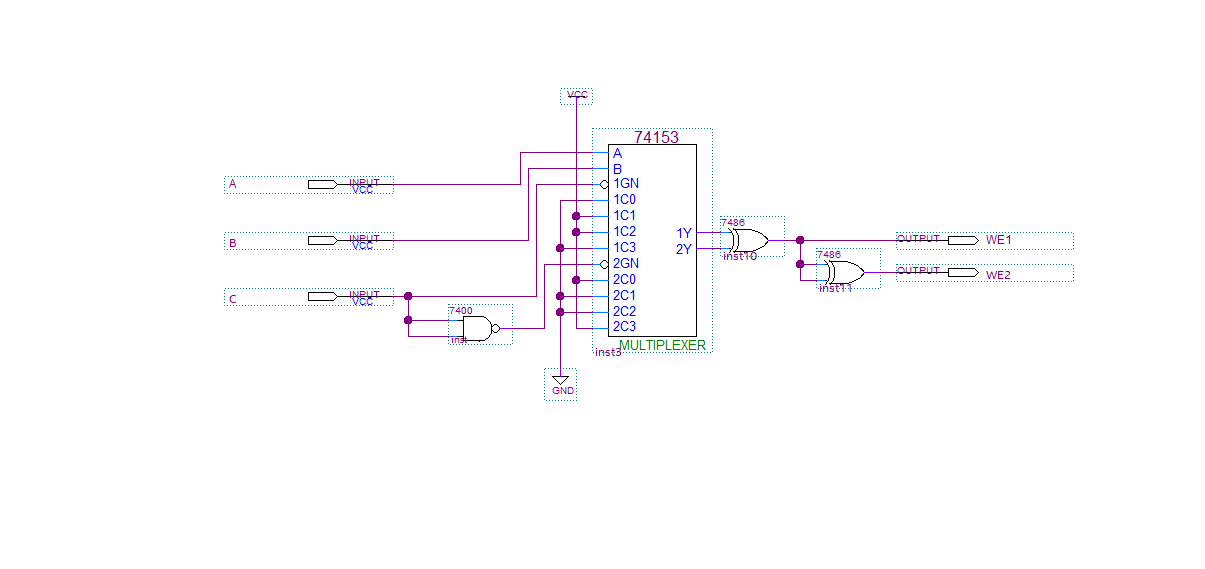 VCC
74153
A
B
1GN
1C0
1C1
1C2
1C3
2GN
2C0
2C1
2C2
2C3
1Y
2Y
MULTIPLEXER
inst3
A
INPUT
VCC
B
INPUT
VCC
C
INPUT
VCC
7400
inst
GND
7486
inst10
7486
inst11
OUTPUT
WE1
OUTPUT
WE2